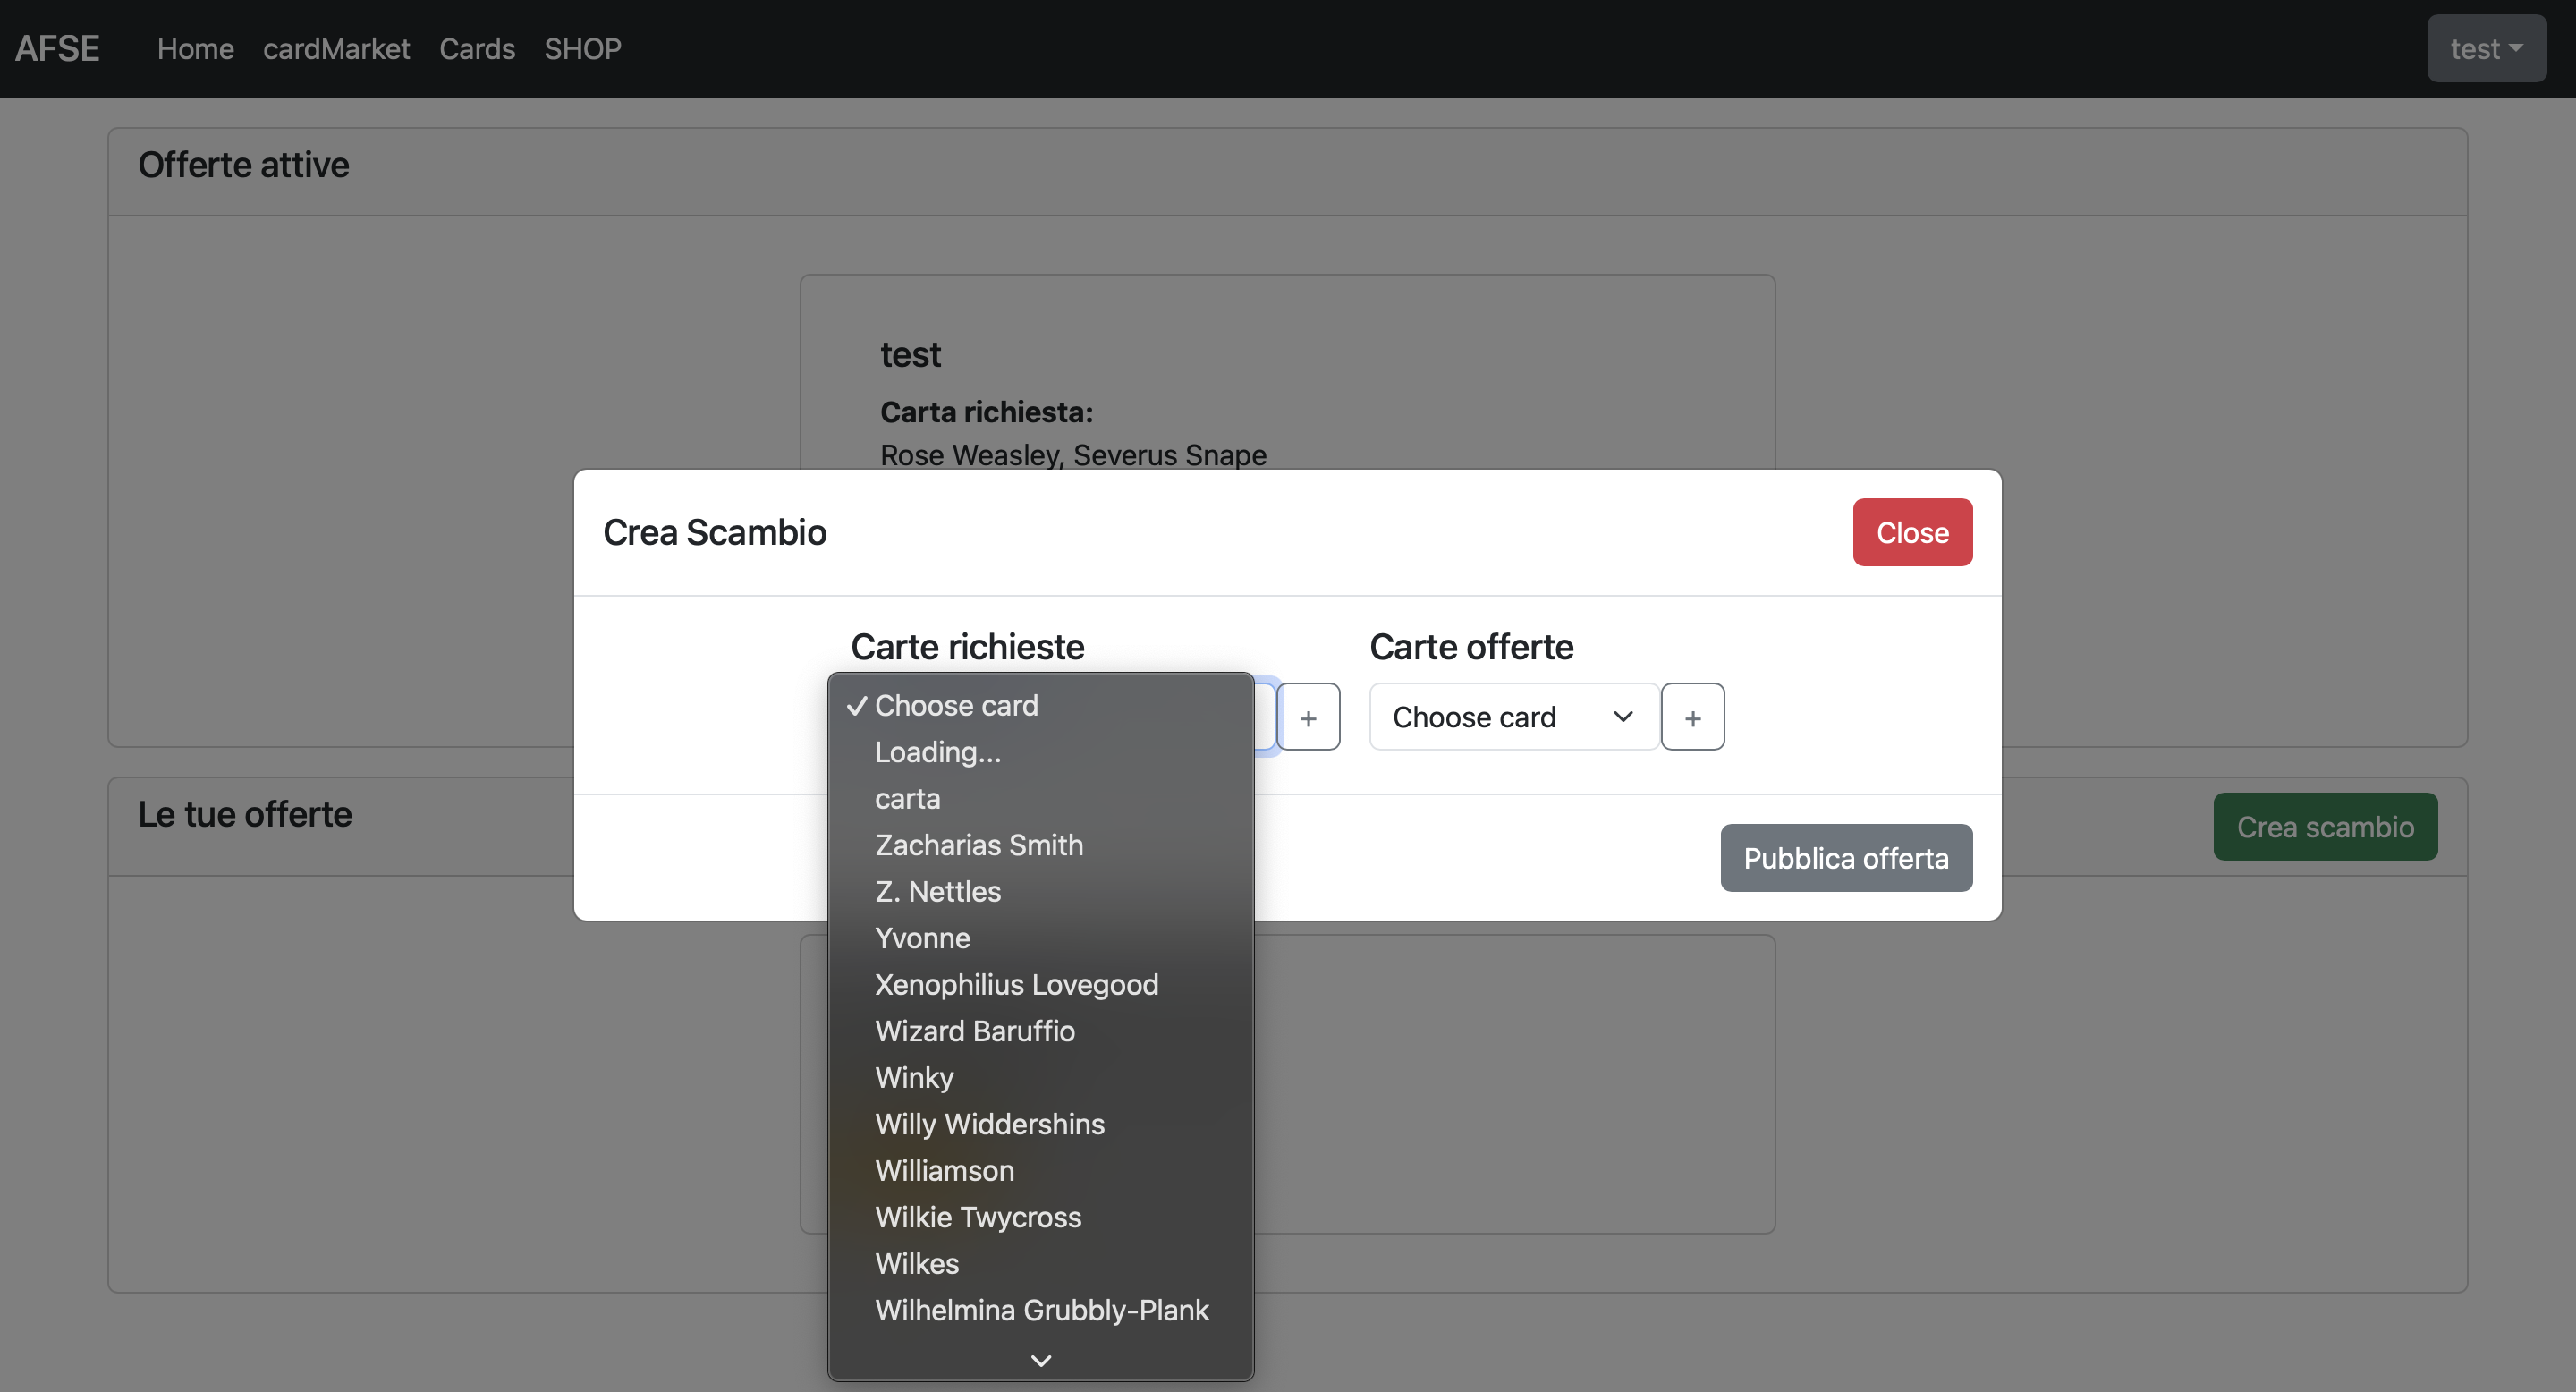 AFSE Home cardMarket Cards SHOP test
Offerte attive
test
Carta richiesta:
Rose Weasley, Severus Snape
Crea Scambio Close
Carte richieste Carte offerte
Choose card + Choose card +
Loading...
carta
Zacharias Smith
Z. Nettles
Yvonne
Xenophilius Lovegood
Wizard Baruffio
Winky
Willy Widdershins
Williamson
Wilkie Twycross
Wilkes
Wilhelmina Grubbly-Plank
Pubblica offerta
Le tue offerte Crea scambio